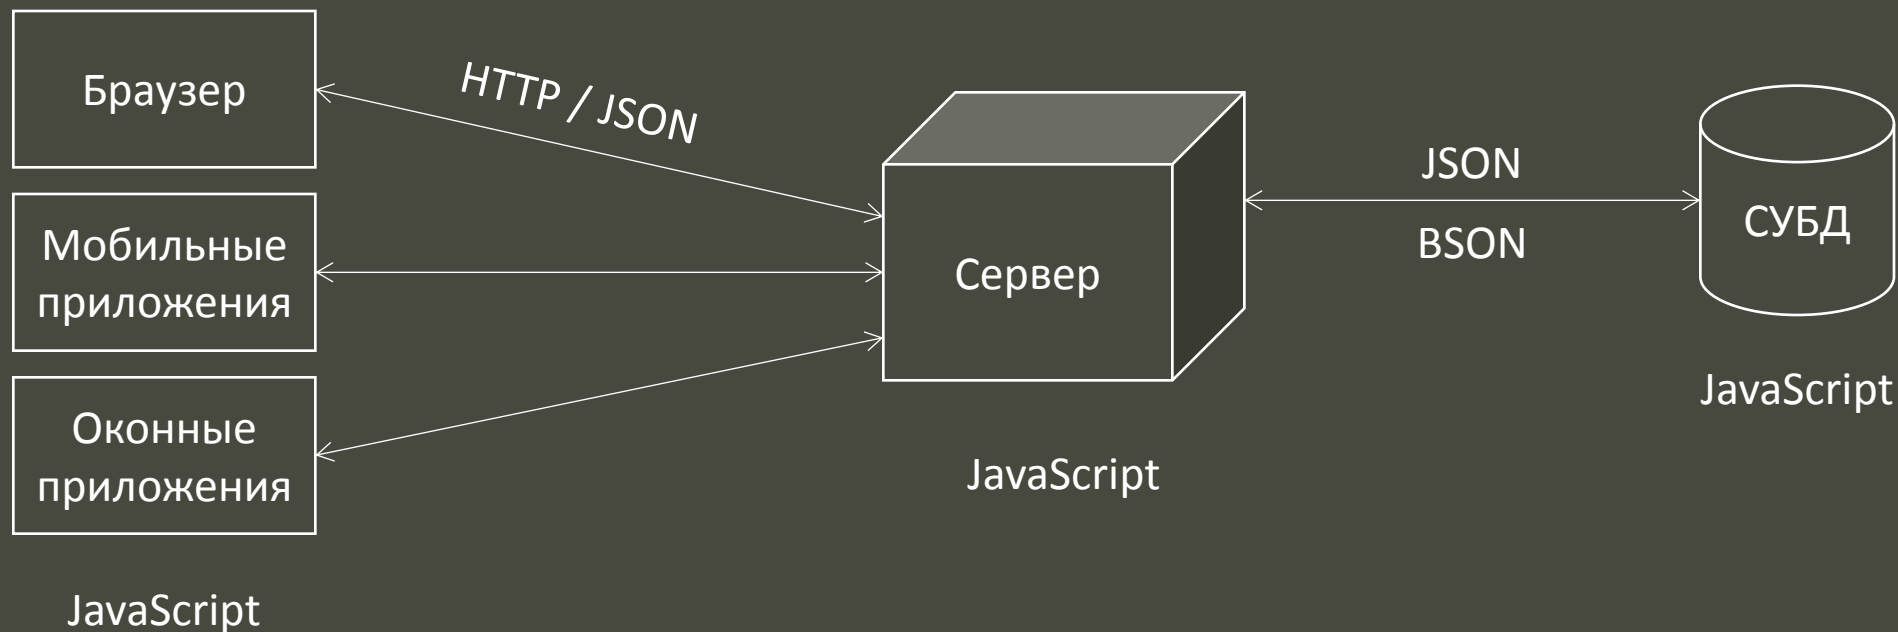 Браузер
Мобильные
приложения
Оконные
приложения
JavaScript
HTTP / JSON
Сервер
JavaScript
JSON
BSON
СУБД
JavaScript